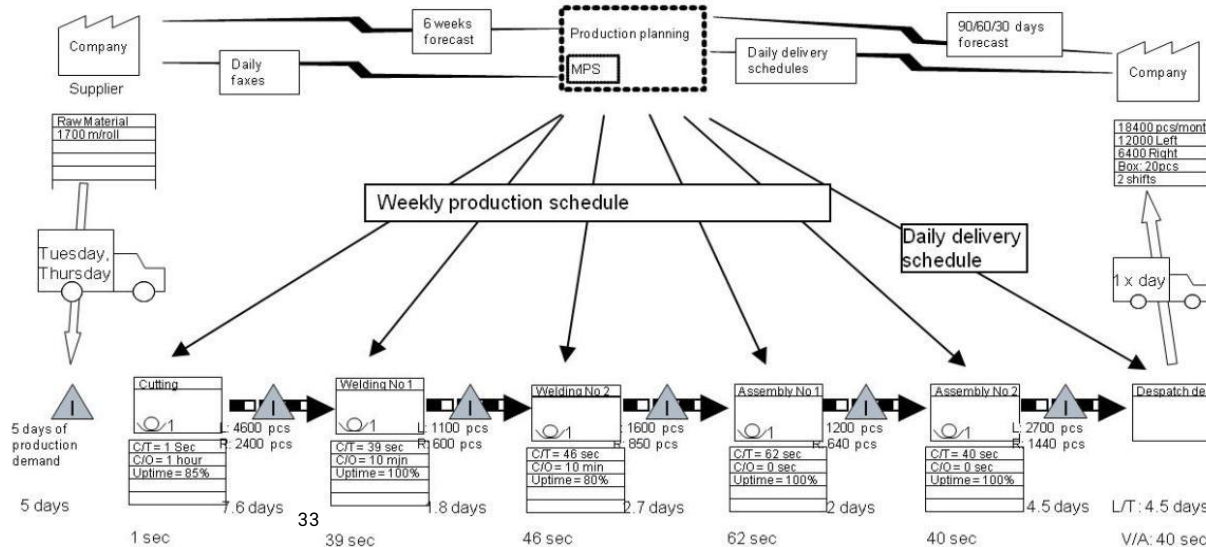 Company
Supplier
6 weeks
forecast
Daily
faxes
Production planning
MPS
90/60/30 days
forecast
Daily delivery
schedules
Company
Raw Material
1700 m/roll
18400 pcs/mont
12000 Left
6400 Right
Box: 20pcs
2 shifts
Tuesday,
Thursday
Weekly production schedule
Daily delivery
schedule
1 x day
I
5 days of
production
demand
5 days
Cutting
1
C/T= 1 Sec
C/O= 1 hour
Uptime= 85%
1 sec
I
L: 4600 pcs
R: 2400 pcs
7.6 days
33
Welding No 1
1
C/T= 39 sec
C/O= 10 min
Uptime= 100%
39 sec
I
L: 1100 pcs
R: 600 pcs
1.8 days
Welding No 2
1
C/T= 46 sec
C/O= 10 min
Uptime= 80%
46 sec
I
1600 pcs
R: 850 pcs
2.7 days
Assembly No 1
1
C/T= 62 sec
C/O= 0 sec
Uptime= 100%
62 sec
I
1200 pcs
R: 640 pcs
2 days
Assembly No 2
1
C/T= 40 sec
C/O= 0 sec
Uptime= 100%
40 sec
I
L: 2700 pcs
R: 1440 pcs
4.5 days
Despatch de
L/T: 4.5 days
V/A: 40 sec